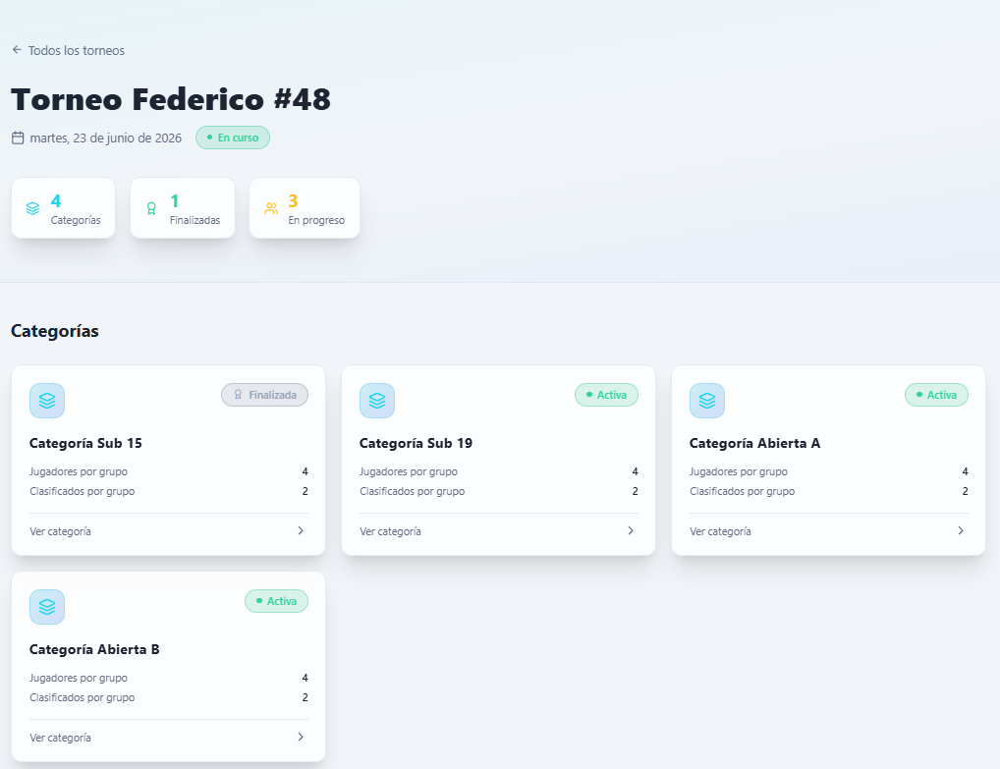 Todos los torneos
Torneo Federico #48
martes, 23 de junio de 2026 En curso
4 Categorías
1 Finalizadas
3 En progreso
Categorías
Finalizada
Categoría Sub 15
Jugadores por grupo 4
Clasificados por grupo 2
Ver categoría
Activa
Categoría Sub 19
Jugadores por grupo 4
Clasificados por grupo 2
Ver categoría
Activa
Categoría Abierta A
Jugadores por grupo 4
Clasificados por grupo 2
Ver categoría
Activa
Categoría Abierta B
Jugadores por grupo 4
Clasificados por grupo 2
Ver categoría